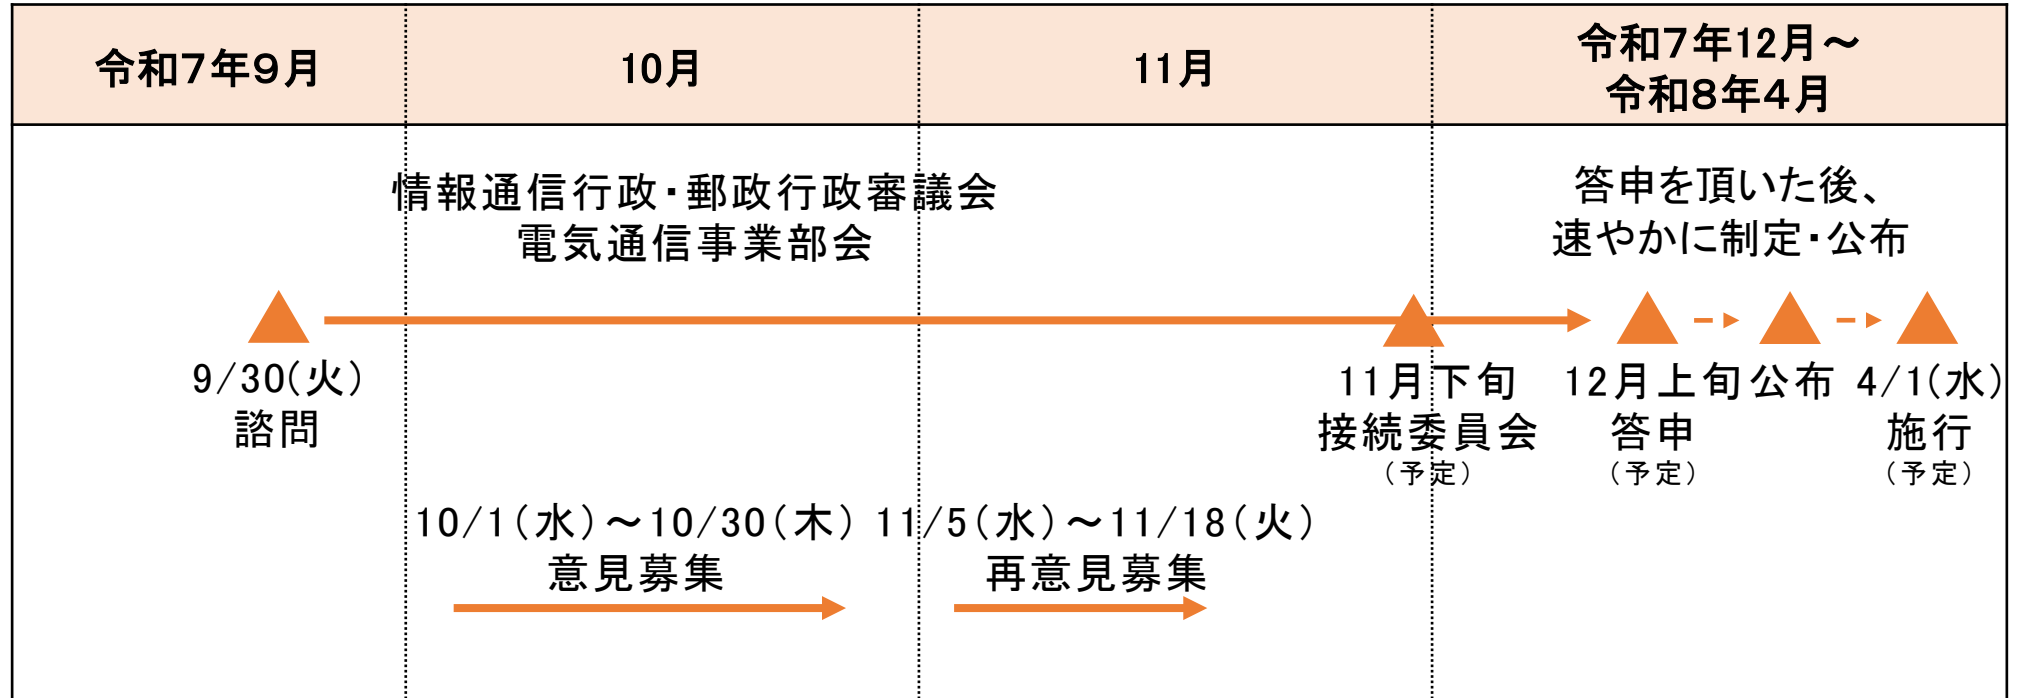 令和７年９月
10月
11月
令和７年12月～
令和８年４月
情報通信行政・郵政行政審議会
電気通信事業部会
答申を頂いた後、
速やかに制定・公布
9/30(火)
諮問
11月下旬
接続委員会
（予定）
12月上旬
答申
（予定）
公布
4/1(水)
施行
（予定）
10/1(水)～10/30(木)
意見募集
11/5(水)～11/18(火)
再意見募集